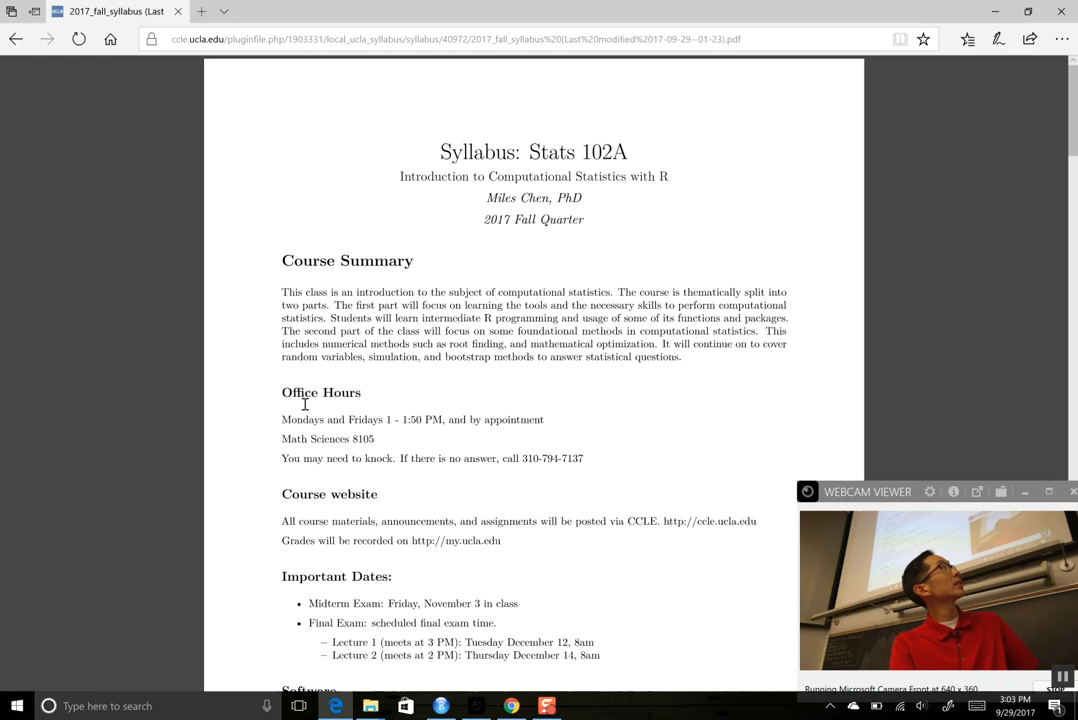 2017_fall_syllabus (Last
ccle.ucla.edu/pluginfile.php/1903331/local_ucla_syllabus/syllabus/40972/2017_fall_syllabus%20(Last%20modified%2017-09-29--01-23).pdf
Syllabus: Stats 102A
Introduction to Computational Statistics with R
Miles Chen, PhD
2017 Fall Quarter
Course Summary
This class is an introduction to the subject of computational statistics. The course is thematically split into
two parts. The first part will focus on learning the tools and the necessary skills to perform computational
statistics. Students will learn intermediate R programming and usage of some of its functions and packages.
The second part of the class will focus on some foundational methods in computational statistics. This
includes numerical methods such as root finding, and mathematical optimization. It will continue on to cover
random variables, simulation, and bootstrap methods to answer statistical questions.
Office Hours
Mondays and Fridays 1 - 1:50 PM, and by appointment
Math Sciences 8105
You may need to knock. If there is no answer, call 310-794-7137
Course website
All course materials, announcements, and assignments will be posted via CCLE. http://ccle.ucla.edu
Grades will be recorded on http://my.ucla.edu
Important Dates:
• Midterm Exam: Friday, November 3 in class
• Final Exam: scheduled final exam time.
– Lecture 1 (meets at 3 PM): Tuesday December 12, 8am
– Lecture 2 (meets at 2 PM): Thursday December 14, 8am
Software
WEBCAM VIEWER
Running Microsoft Camera Front at 640 x 360
STOP
Type here to search
3:03 PM
9/29/2017